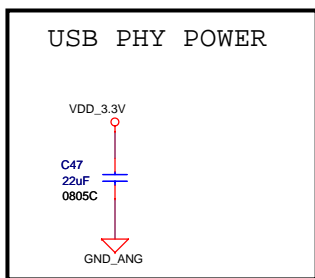 USB PHY POWER
VDD_3.3V
C47
22uF
0805C
GND_ANG